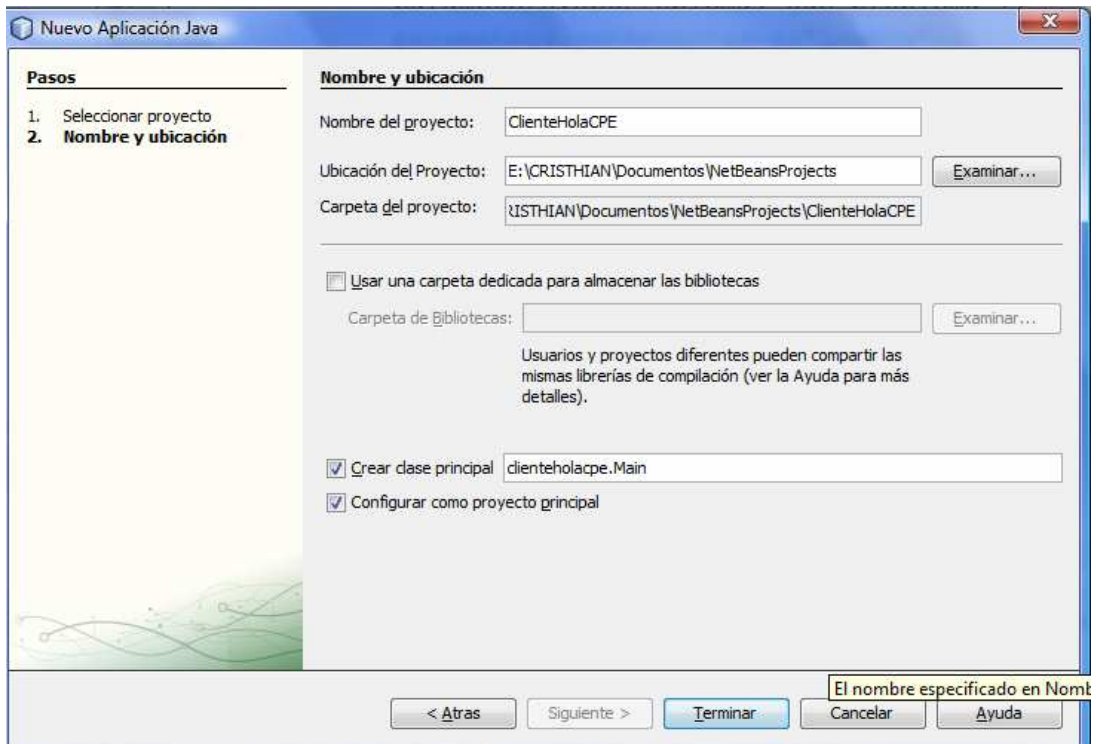 Nuevo Aplicación Java
Pasos
1. Seleccionar proyecto
2. Nombre y ubicación
Nombre y ubicación
Nombre del proyecto: ClienteHolaCPE
Ubicación del Proyecto: E:\CRISTHIAN\Documentos\NetBeansProjects Examinar...
Carpeta del proyecto: RISTHIAN\Documentos\NetBeansProjects\ClienteHolaCPE
Usar una carpeta dedicada para almacenar las bibliotecas
Carpeta de Bibliotecas: Examinar...
Usuarios y proyectos diferentes pueden compartir las
mismas librerías de compilación (ver la Ayuda para más
detalles).
Crear clase principal clienteholacpe.Main
Configurar como proyecto principal
El nombre especificado en Nomb
< Atras Siguiente > Terminar Cancelar Ayuda